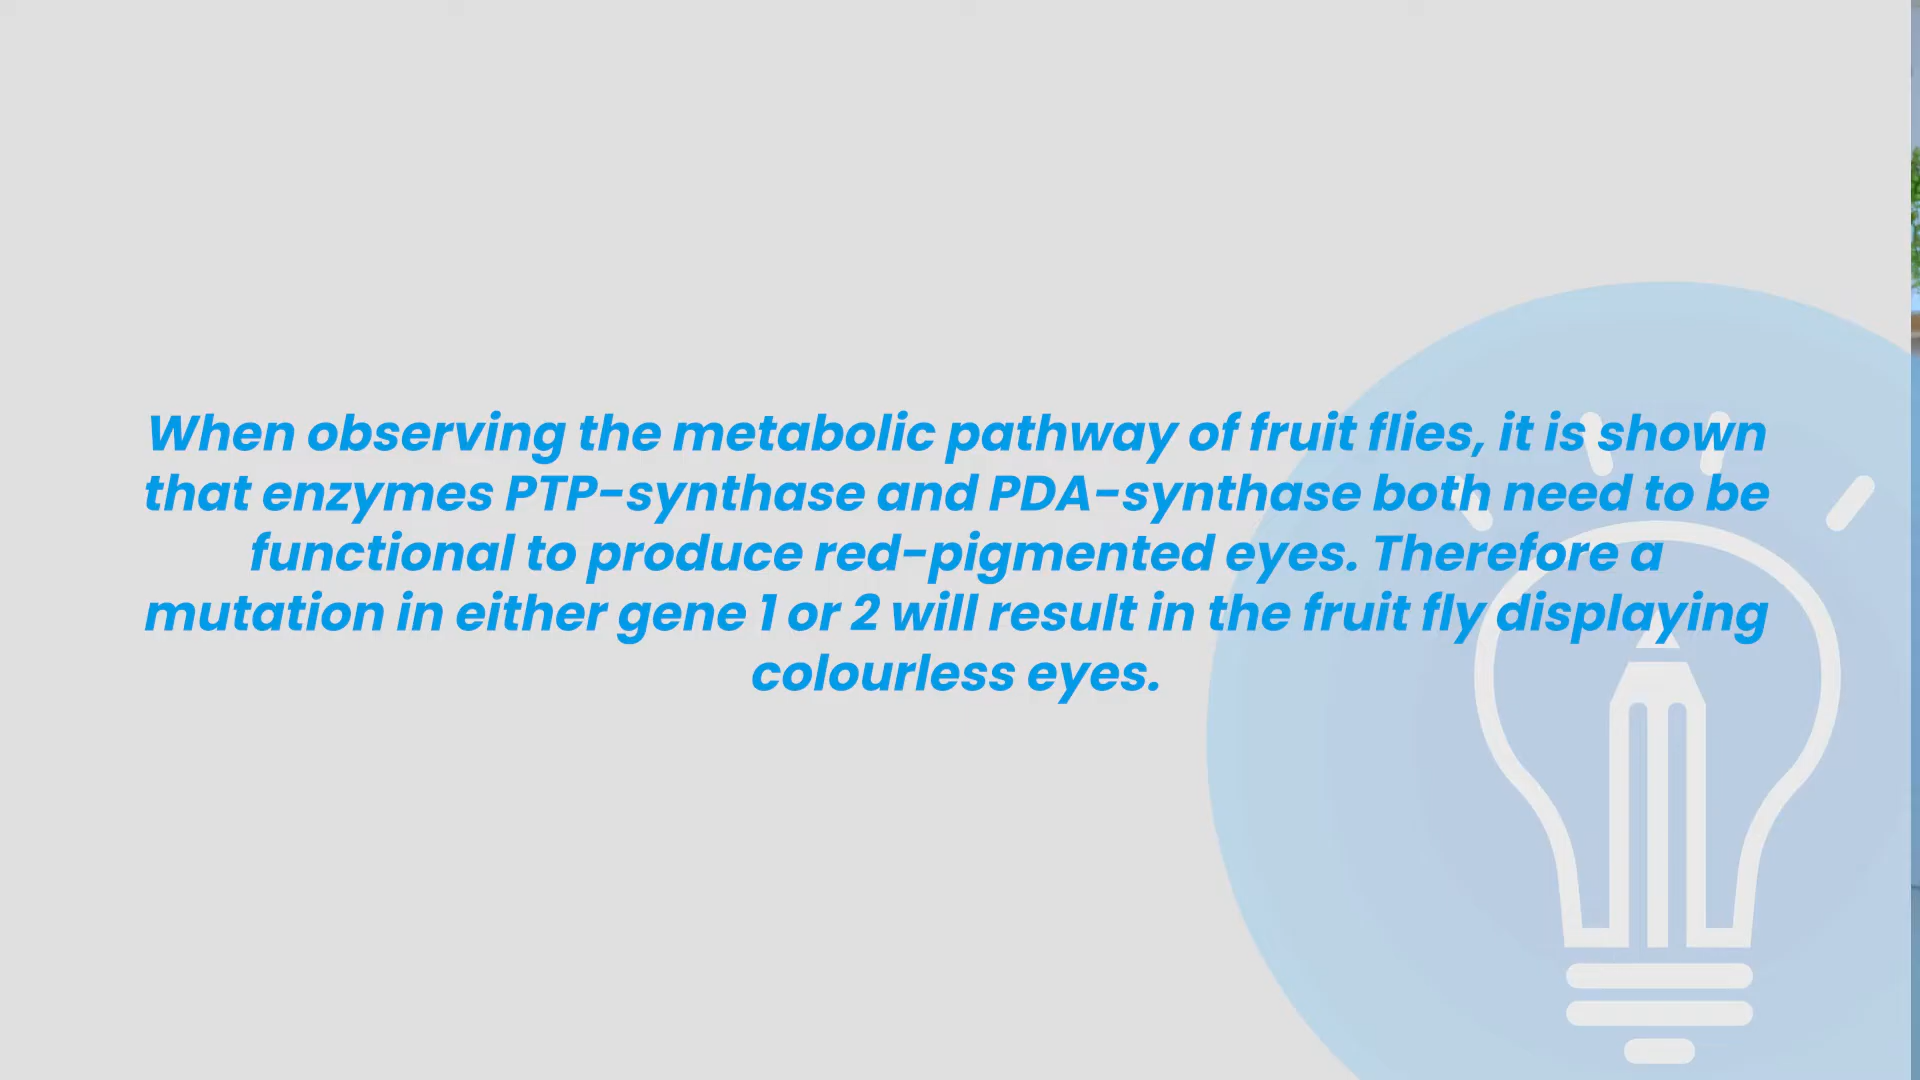 When observing the metabolic pathway of fruit flies, it is shown
that enzymes PTP-synthase and PDA-synthase both need to be
functional to produce red-pigmented eyes. Therefore a
mutation in either gene 1 or 2 will result in the fruit fly displaying
colourless eyes.